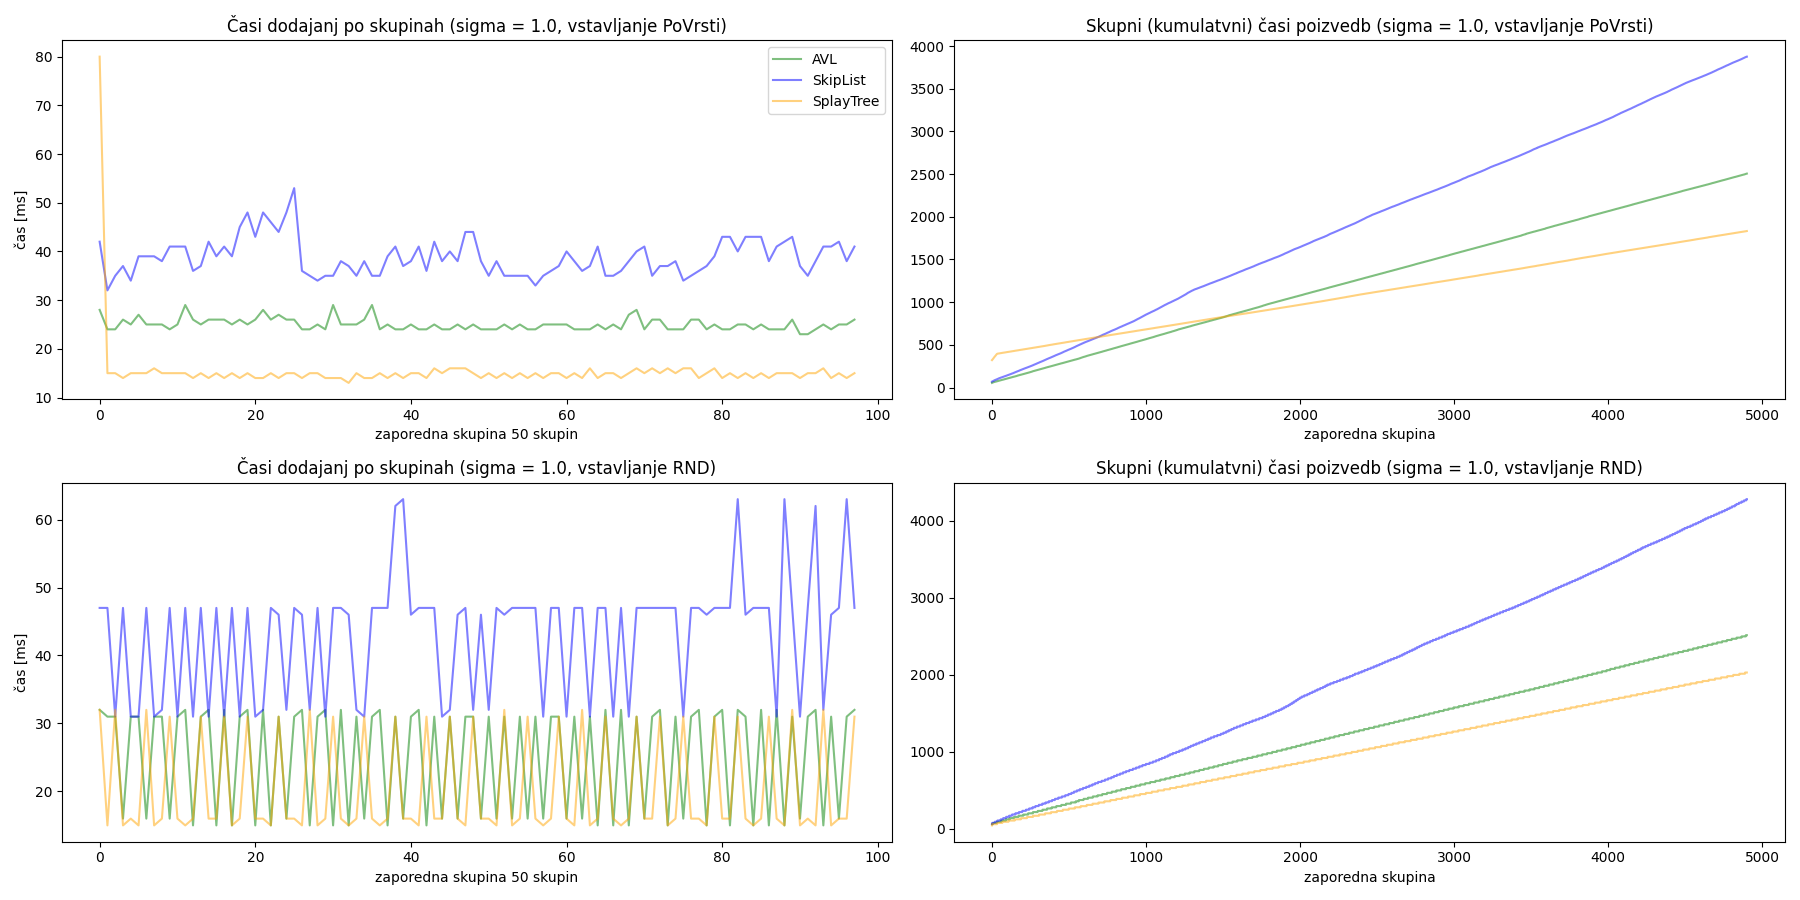 Časi dodajanj po skupinah (sigma = 1.0, vstavljanje PoVrsti)
80
70
60
50
40
30
20
10
čas [ms]
AVL
SkipList
SplayTree
0 20 40 60 80 100
zaporedna skupina 50 skupin
Skupni (kumulatvni) časi poizvedb (sigma = 1.0, vstavljanje PoVrsti)
4000
3500
3000
2500
2000
1500
1000
500
0
0 1000 2000 3000 4000 5000
zaporedna skupina
Časi dodajanj po skupinah (sigma = 1.0, vstavljanje RND)
60
50
40
30
20
čas [ms]
0 20 40 60 80 100
zaporedna skupina 50 skupin
Skupni (kumulatvni) časi poizvedb (sigma = 1.0, vstavljanje RND)
4000
3000
2000
1000
0
0 1000 2000 3000 4000 5000
zaporedna skupina